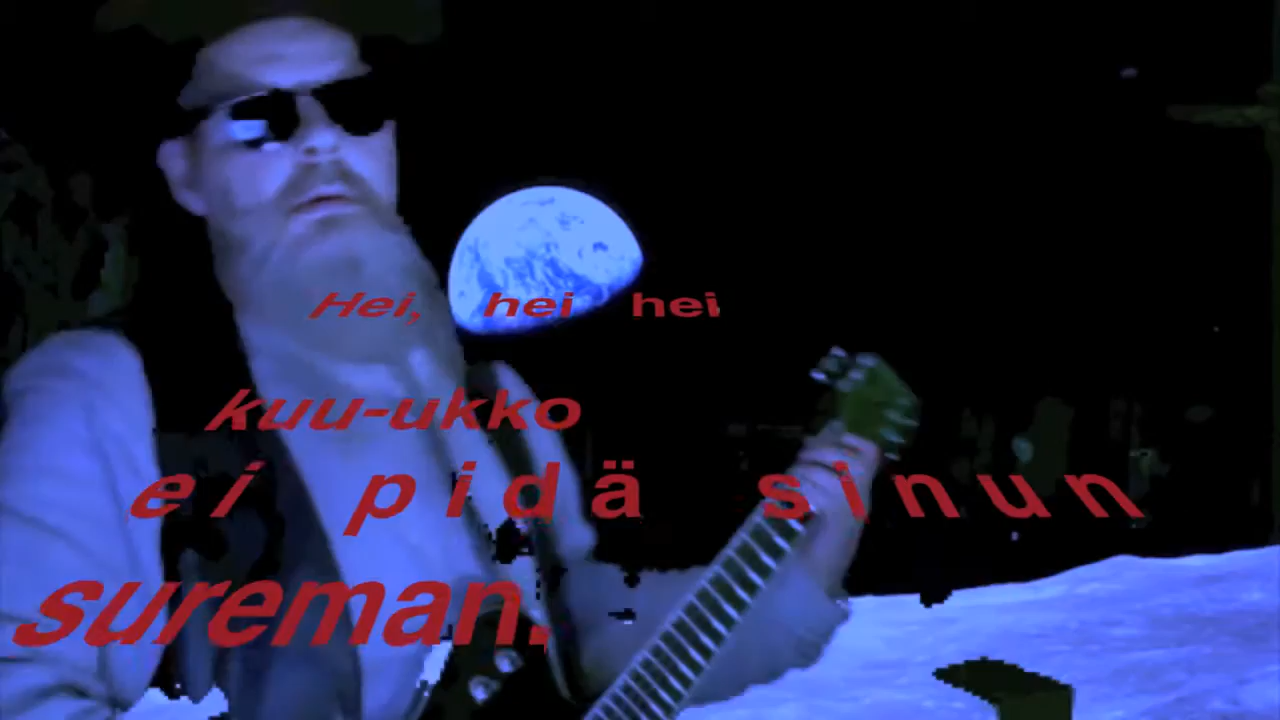 Hei, hei hei
kuu-ukko
ei pidä sinun
sureman.